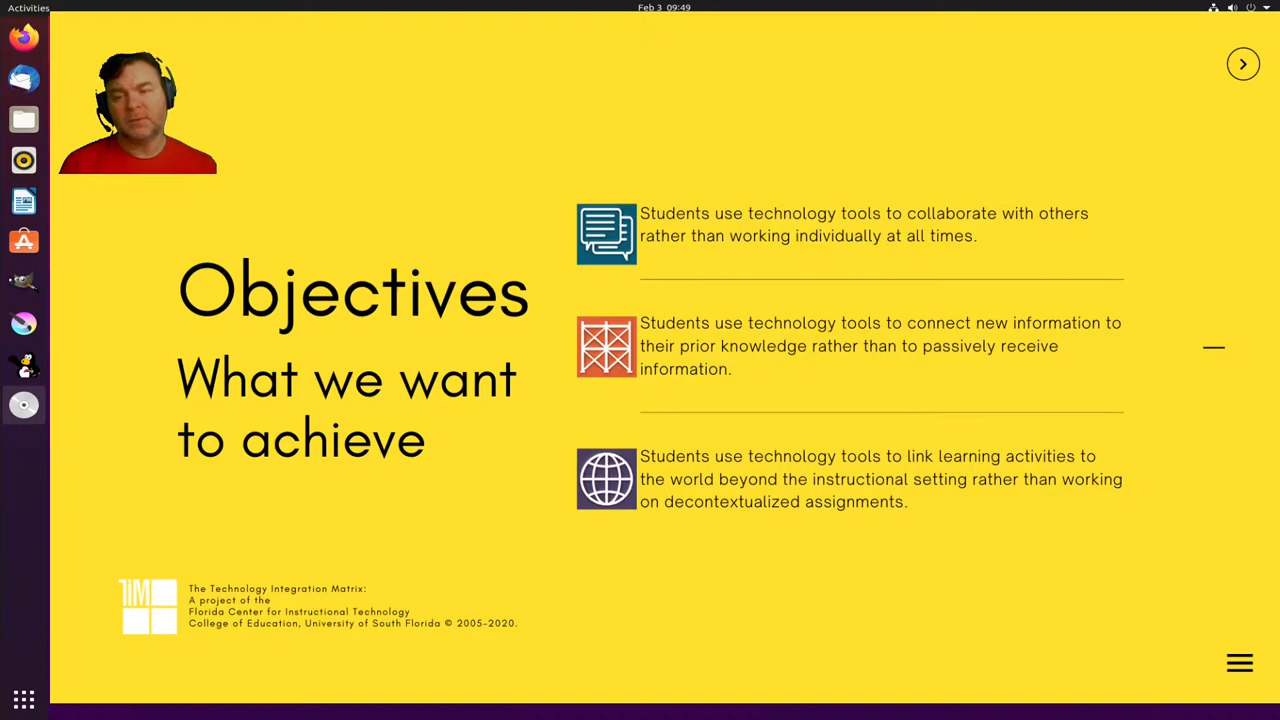 Activities
Feb 3 09:49
Objectives
What we want
to achieve
Students use technology tools to collaborate with others
rather than working individually at all times.
Students use technology tools to connect new information to
their prior knowledge rather than to passively receive
information.
Students use technology tools to link learning activities to
the world beyond the instructional setting rather than working
on decontextualized assignments.
TIM
The Technology Integration Matrix:
A project of the
Florida Center for Instructional Technology
College of Education, University of South Florida © 2005-2020.